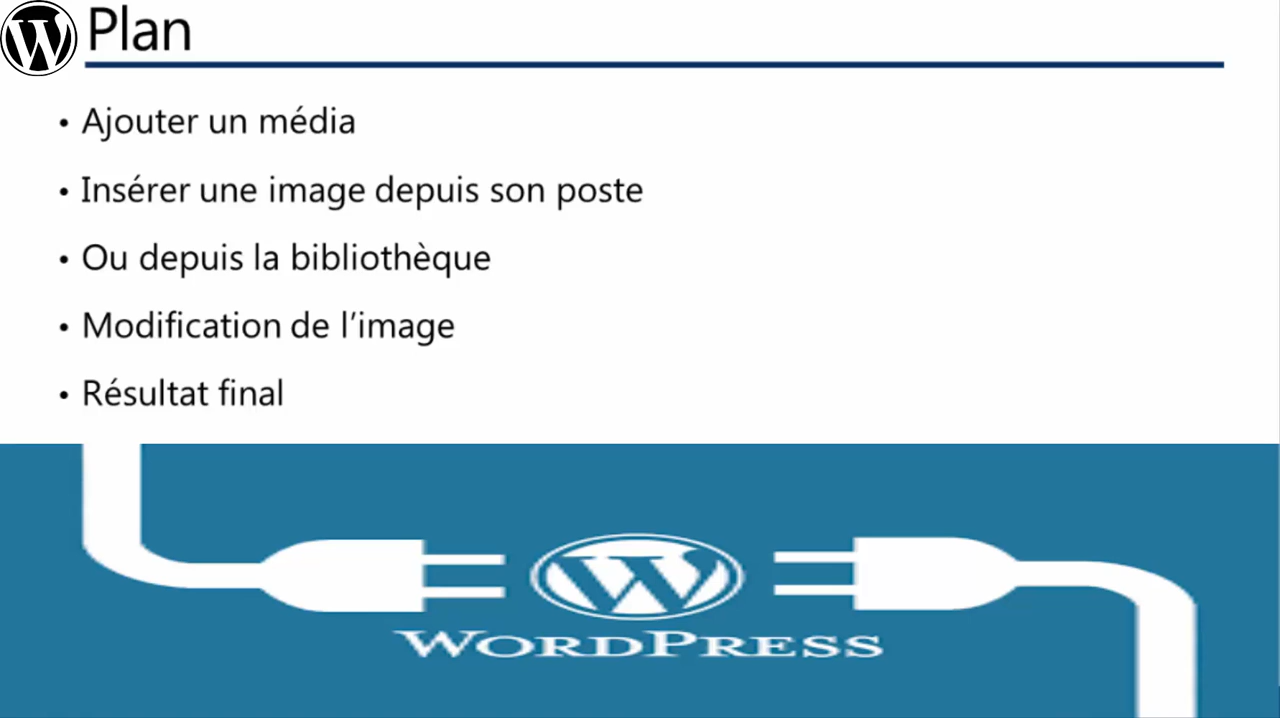 Plan
• Ajouter un média
• Insérer une image depuis son poste
• Ou depuis la bibliothèque
• Modification de l’image
• Résultat final
WORDPRESS